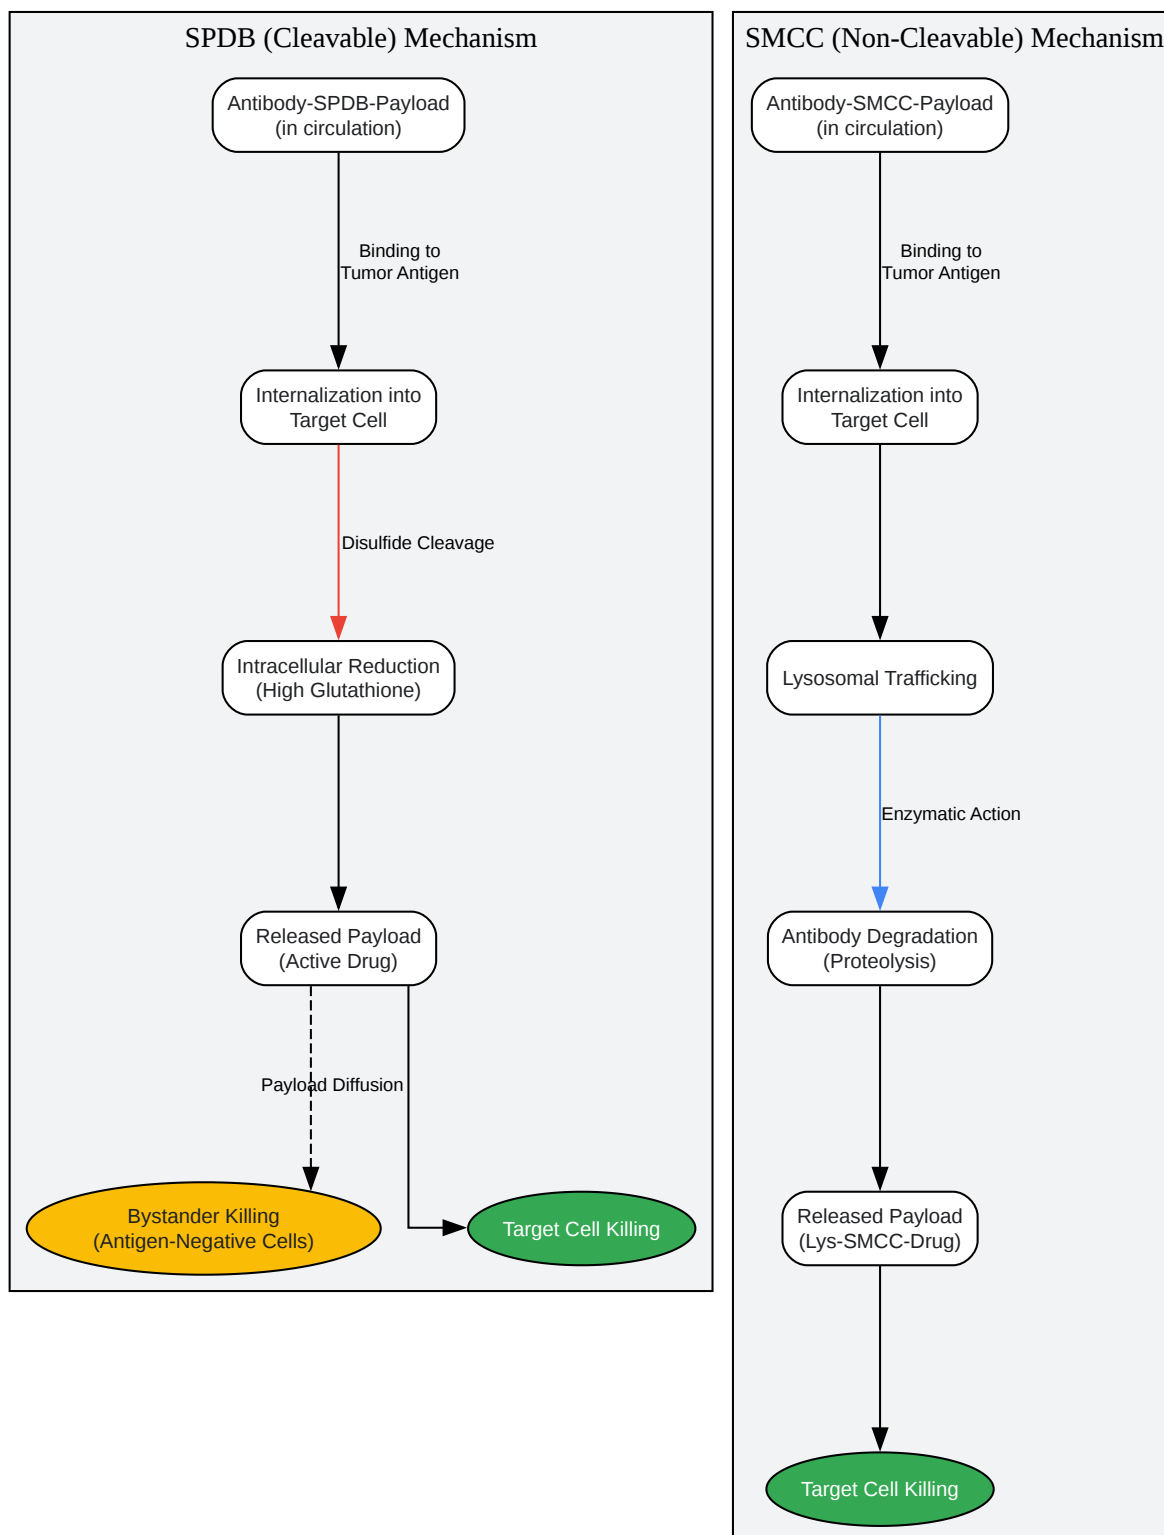 SPDB (Cleavable) Mechanism
Antibody-SPDB-Payload
(in circulation)
Binding to
Tumor Antigen
Internalization into
Target Cell
Disulfide Cleavage
Intracellular Reduction
(High Glutathione)
Released Payload
(Active Drug)
Payload Diffusion
Bystander Killing
(Antigen-Negative Cells)
Target Cell Killing
SMCC (Non-Cleavable) Mechanism
Antibody-SMCC-Payload
(in circulation)
Binding to
Tumor Antigen
Internalization into
Target Cell
Lysosomal Trafficking
Enzymatic Action
Antibody Degradation
(Proteolysis)
Released Payload
(Lys-SMCC-Drug)
Target Cell Killing